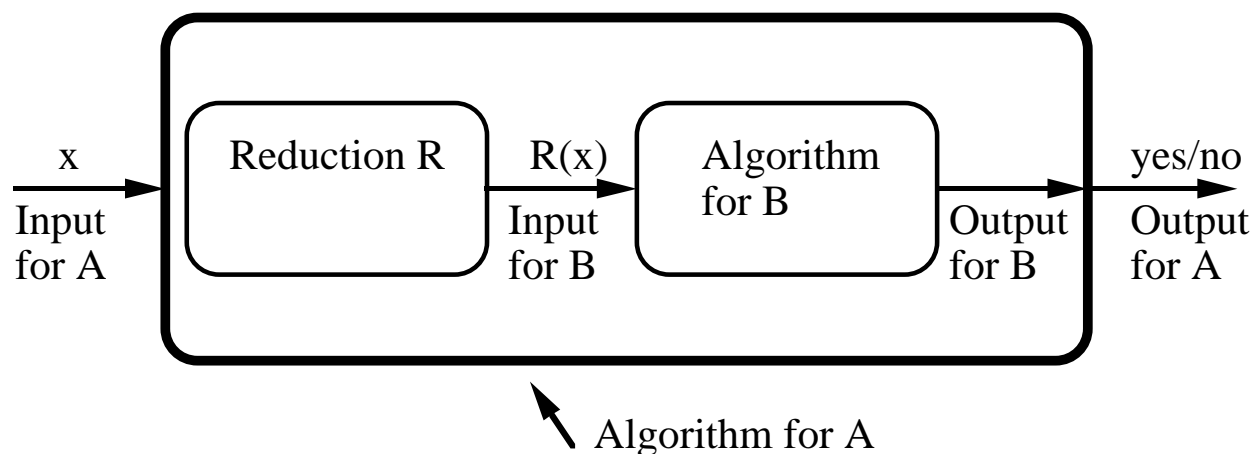 x
Input
for A
Reduction R
R(x)
Input
for B
Algorithm
for B
Output
for B
yes/no
Output
for A
Algorithm for A